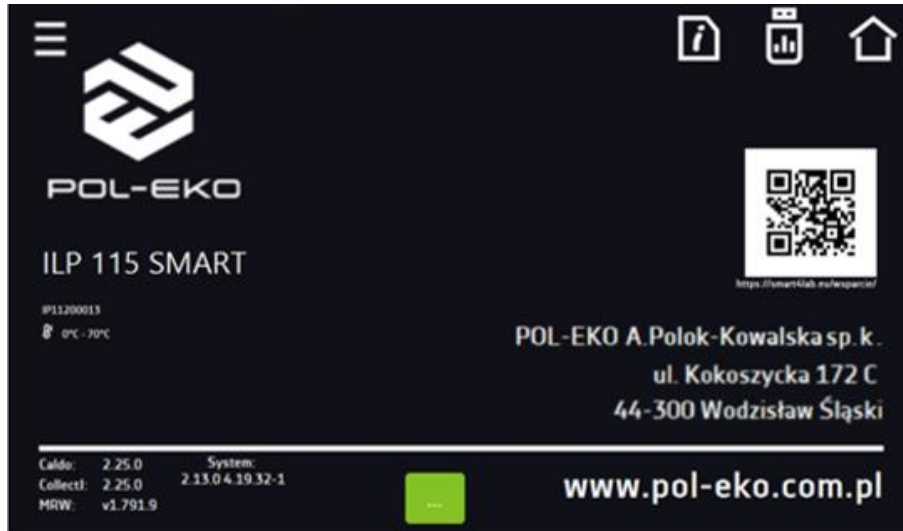 POL-EKO
ILP 115 SMART
IP11200013
0°C - 70°C
https://smart4lab.eu/wsparcie/
POL-EKO A.Polok-Kowalska sp. k.
ul. Kokoszycka 172 C
44-300 Wodzisław Śląski
Caldo: 2.25.0
Collect1: 2.25.0
MRW: v1.791.9
System:
2.13.0 4.19.32-1
...
www.pol-eko.com.pl